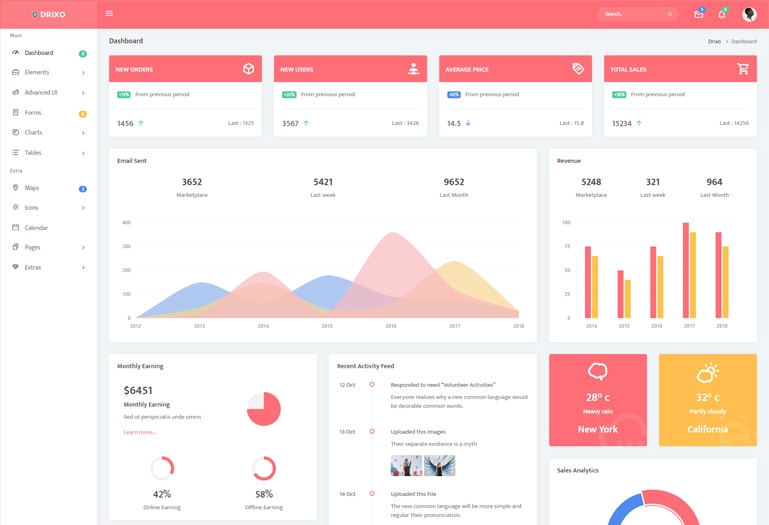 DRIXO
Search..
5
3
Main
Dashboard
3
Elements
Advanced UI
Forms
Charts
Tables
Extra
Maps
2
Icons
Calendar
Pages
Extras
Dashboard
Drixo > Dashboard
NEW ORDERS
+11%
From previous period
1456
Last : 1325
NEW USERS
+22%
From previous period
3567
Last : 3426
AVERAGE PRICE
From previous period
14.5
Last : 15.8
TOTAL SALES
From previous period
15234
Last : 14256
Email Sent
3652
Marketplace
5421
Last week
9652
Last Month
400
300
200
100
0
2012
2013
2014
2015
2016
2017
2018
Revenue
5248
Marketplace
321
Last week
964
Last Month
100
75
50
25
0
2014
2015
2016
2017
2018
Monthly Earning
$6451
Monthly Earning
Sed ut perspiciatis unde omnis
Learn more...
42%
Online Earning
58%
Offline Earning
Recent Activity Feed
12 Oct
Responded to need “Volunteer Activities”
Everyone realizes why a new common language would
be desirable common words.
13 Oct
Uploaded this Images
Their separate existence is a myth
14 Oct
Uploaded this File
The new common language will be more simple and
regular their pronunciation.
28° c
Heavy rain
New York
32° c
Partly cloudy
California
Sales Analytics